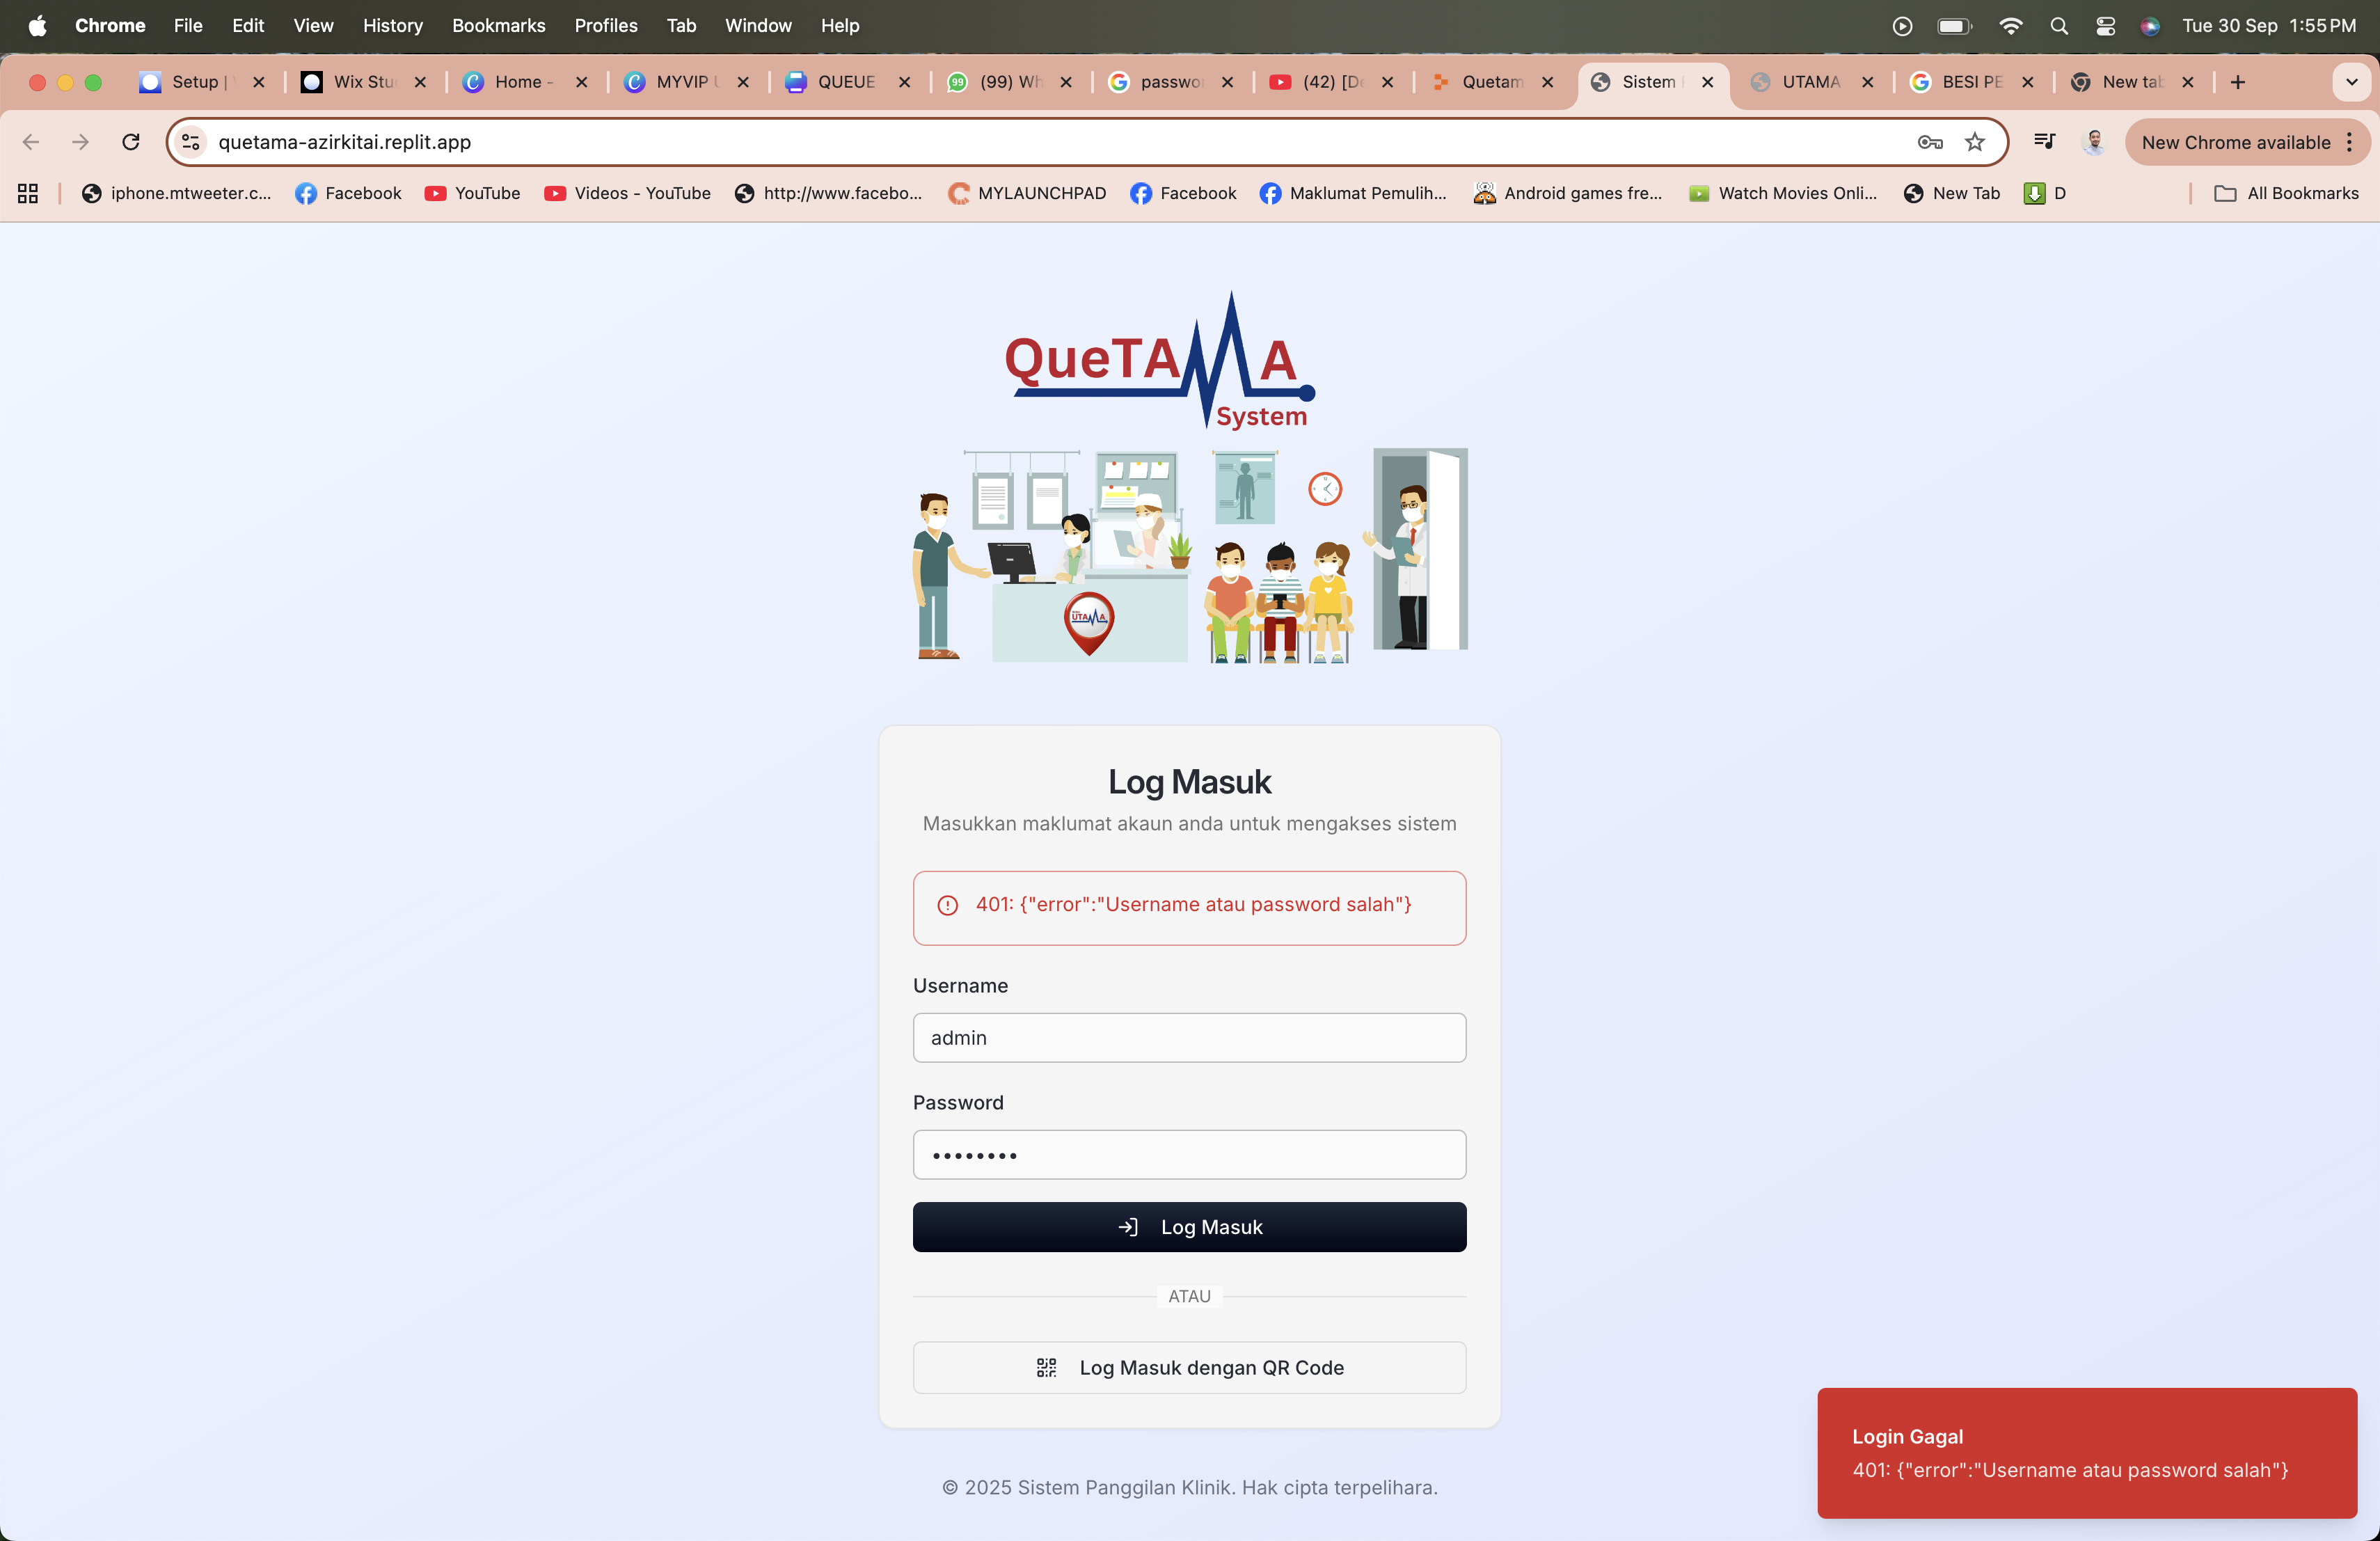 Chrome File Edit View History Bookmarks Profiles Tab Window Help Tue 30 Sep 1:55 PM
Setup | Wix Stu Home - MYVIP QUEUE (99) Wh passwo (42) [D Quetam Sistem UTAMA BESI PE New tab
quetama-azirkitai.replit.app New Chrome available
iphone.mtweeter.c... Facebook YouTube Videos - YouTube http://www.facebo... MYLAUNCHPAD Facebook Maklumat Pemulih... Android games fre... Watch Movies Onli... New Tab D All Bookmarks
QueTAMA
System
UTAMA
Log Masuk
Masukkan maklumat akaun anda untuk mengakses sistem
401: {"error":"Username atau password salah"}
Username
admin
Password
Log Masuk
ATAU
Log Masuk dengan QR Code
© 2025 Sistem Panggilan Klinik. Hak cipta terpelihara.
Login Gagal
401: {"error":"Username atau password salah"}